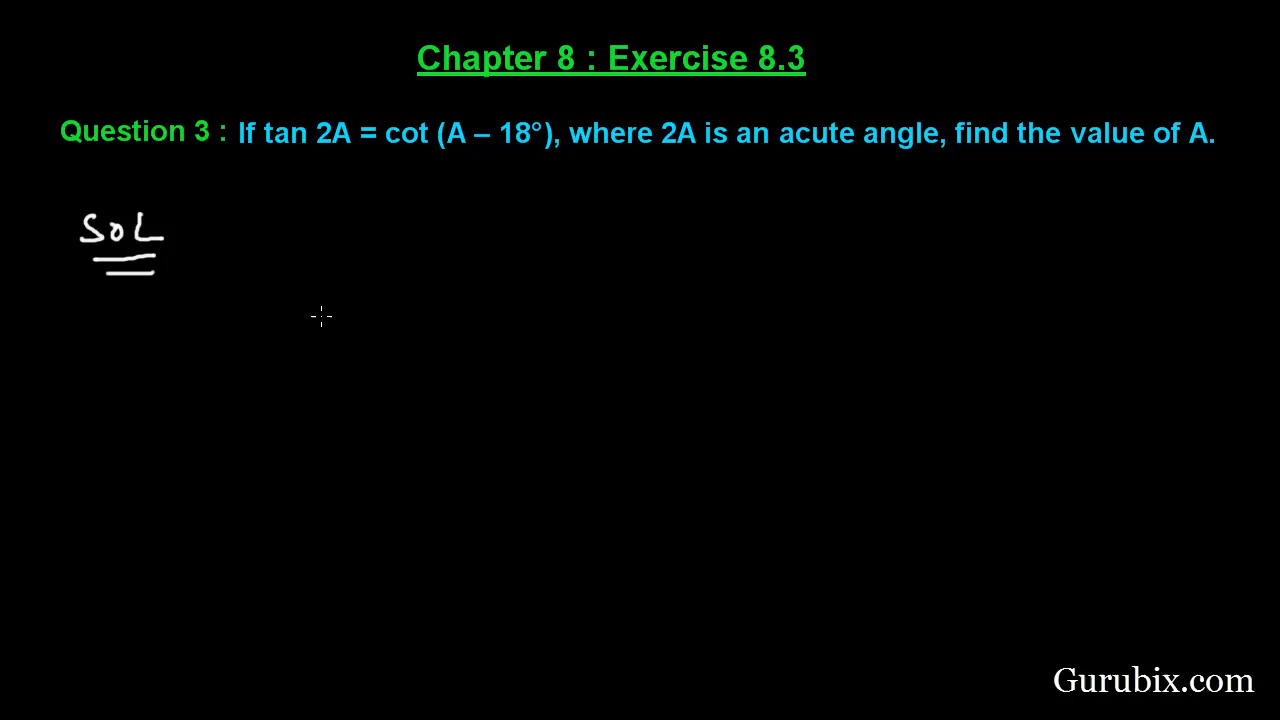 Chapter 8 : Exercise 8.3
Question 3 : If tan 2A = cot (A – 18°), where 2A is an acute angle, find the value of A.
SOL
Gurubix.com